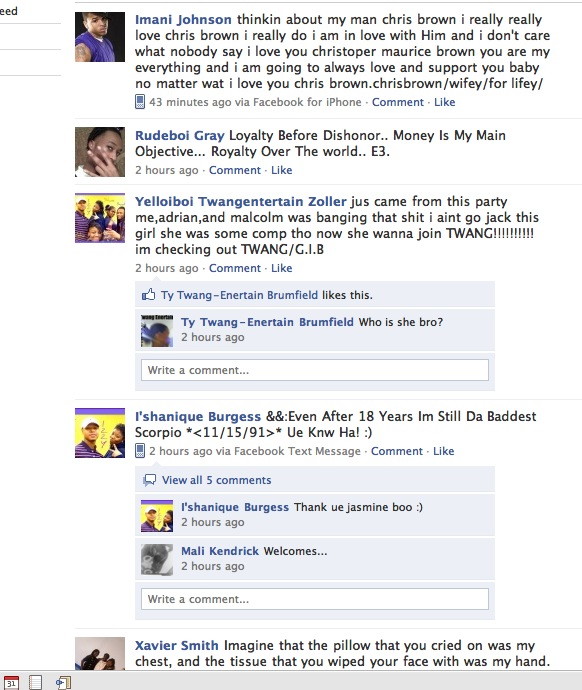 eed
Imani Johnson thinkin about my man chris brown i really really
love chris brown i really do i am in love with Him and i don't care
what nobody say i love you christoper maurice brown you are my
everything and i am going to always love and support you baby
no matter wat i love you chris brown.chrisbrown/wifey/for lifey/
43 minutes ago via Facebook for iPhone · Comment · Like
Rudeboi Gray Loyalty Before Dishonor.. Money Is My Main
Objective... Royalty Over The world.. E3.
2 hours ago · Comment · Like
Yelloiboi Twangentertain Zoller jus came from this party
me,adrian,and malcolm was banging that shit i aint go jack this
girl she was some comp tho now she wanna join TWANG!!!!!!!!!!
im checking out TWANG/G.I.B
2 hours ago · Comment · Like
Ty Twang-Enertain Brumfield likes this.
Ty Twang-Enertain Brumfield Who is she bro?
2 hours ago
Write a comment...
I'shanique Burgess &&:Even After 18 Years Im Still Da Baddest
Scorpio *<11/15/91>* Ue Knw Ha! :)
2 hours ago via Facebook Text Message · Comment · Like
View all 5 comments
I'shanique Burgess Thank ue jasmine boo :)
2 hours ago
Mali Kendrick Welcomes...
2 hours ago
Write a comment...
Xavier Smith Imagine that the pillow that you cried on was my
chest, and the tissue that you wiped your face with was my hand.
31